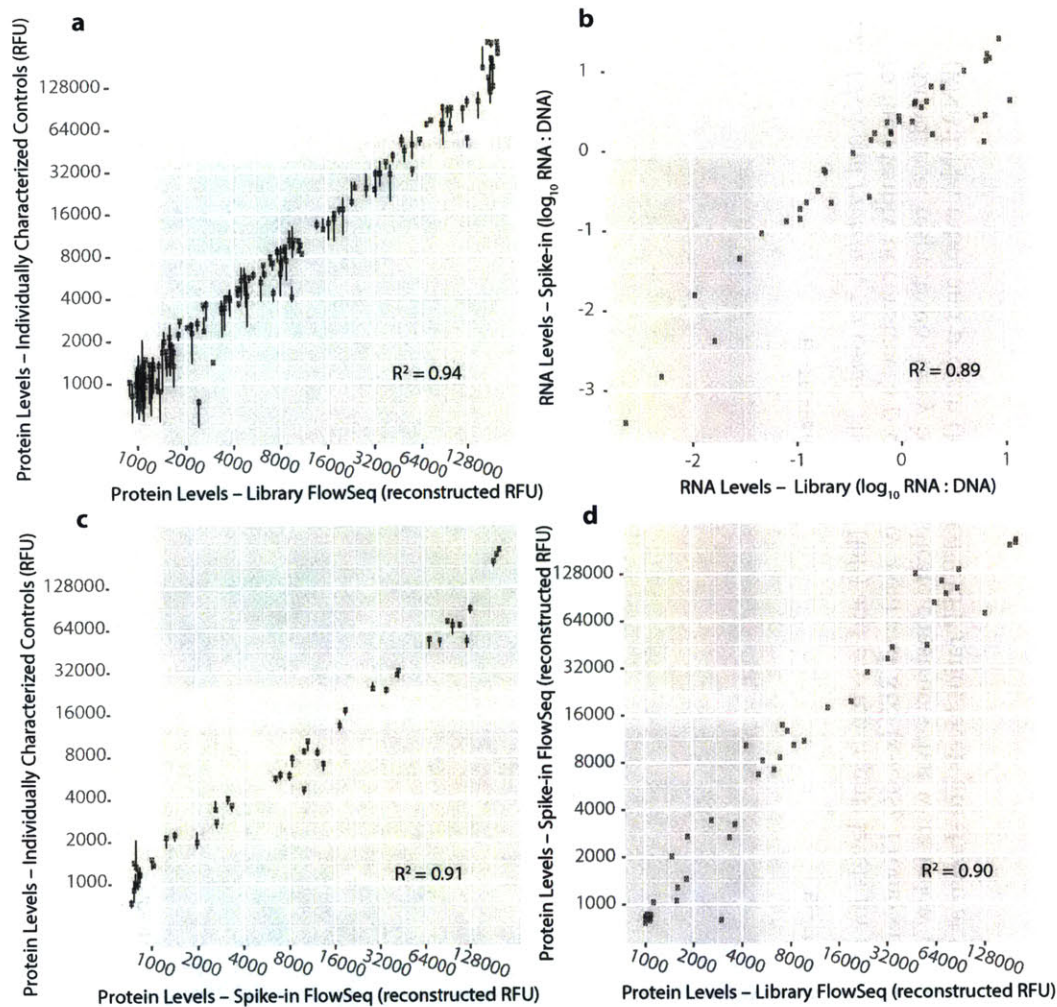 a
Protein Levels – Individually Characterized Controls (RFU)
128000
64000
32000
16000
8000
4000
2000
1000
R² = 0.94
1000 2000 4000 8000 16000 32000 64000 128000
Protein Levels – Library FlowSeq (reconstructed RFU)
b
RNA Levels – Spike-in (log₁₀ RNA : DNA)
1
0
-1
-2
-3
R² = 0.89
-2 -1 0 1
RNA Levels – Library (log₁₀ RNA : DNA)
c
Protein Levels – Individually Characterized Controls (RFU)
128000
64000
32000
16000
8000
4000
2000
1000
R² = 0.91
1000 2000 4000 8000 16000 32000 64000 128000
Protein Levels – Spike-in FlowSeq (reconstructed RFU)
d
Protein Levels – Spike-in FlowSeq (reconstructed RFU)
128000
64000
32000
16000
8000
4000
2000
1000
R² = 0.90
1000 2000 4000 8000 16000 32000 64000 128000
Protein Levels – Library FlowSeq (reconstructed RFU)